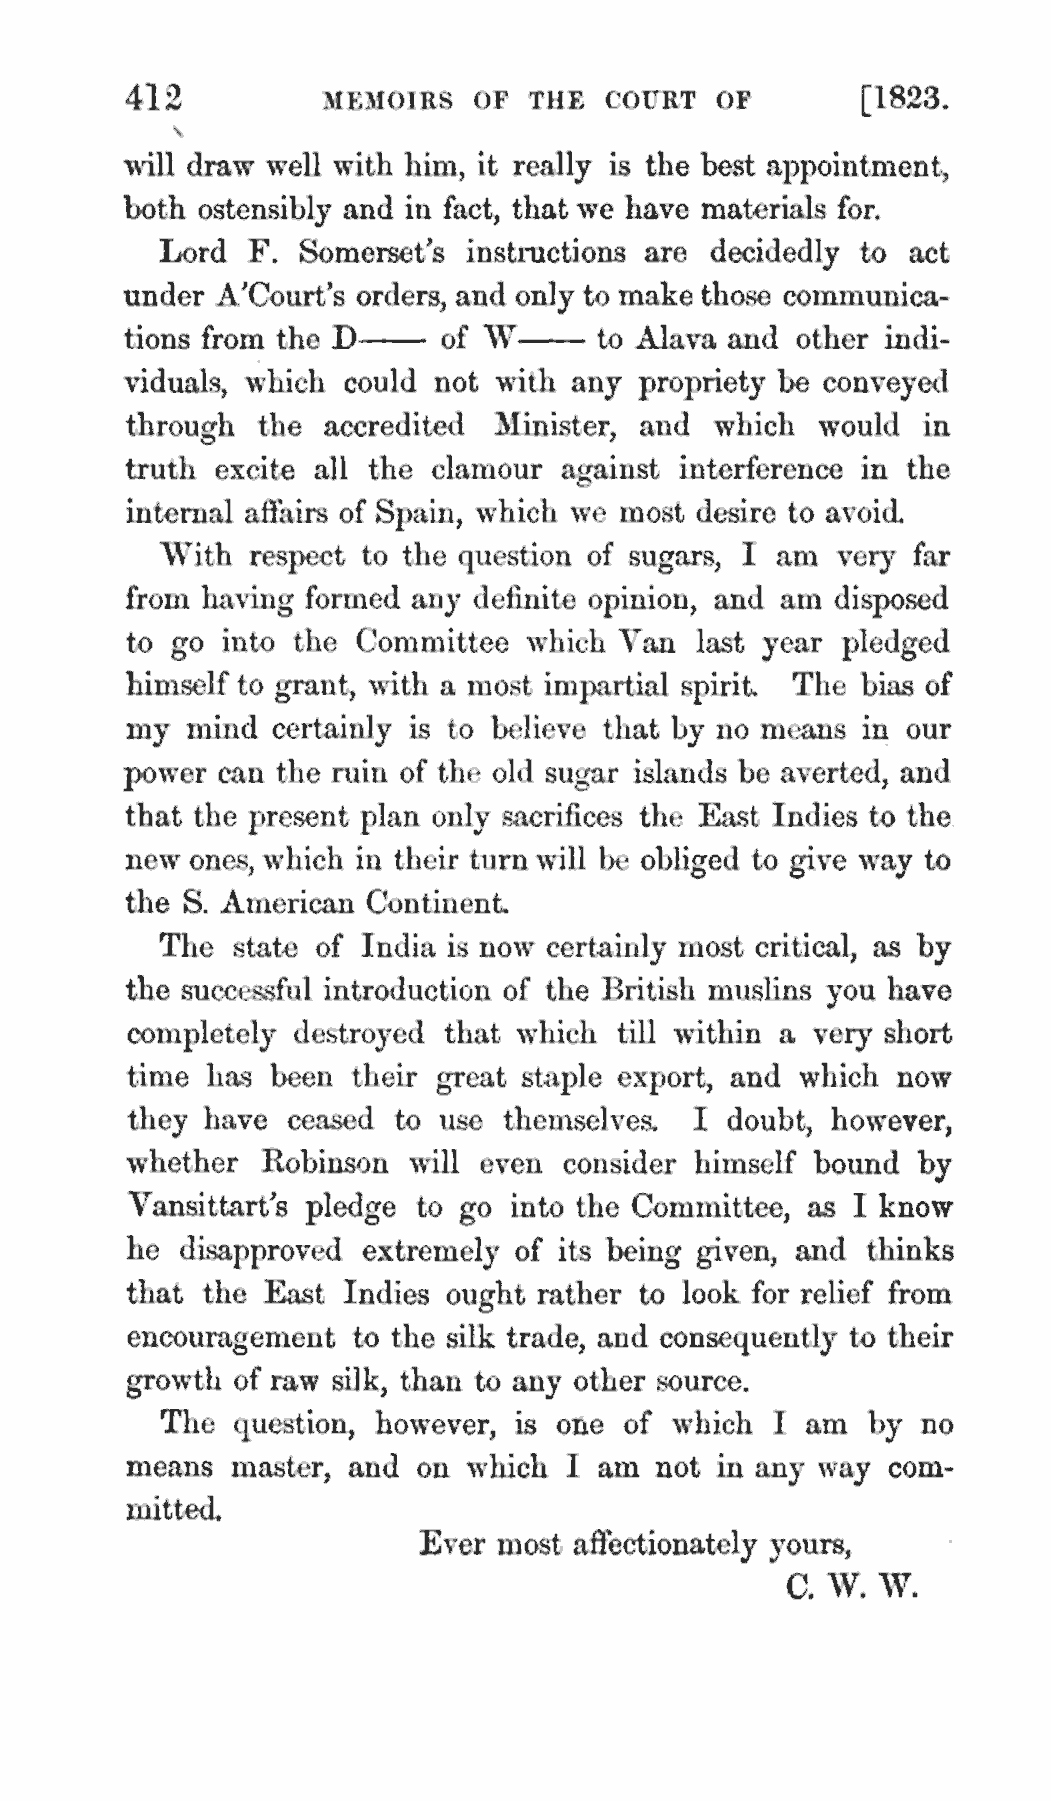 412 MEMOIRS OF THE COURT OF [1823.
will draw well with him, it really is the best appointment,
both ostensibly and in fact, that we have materials for.
Lord F. Somerset's instructions are decidedly to act
under A'Court's orders, and only to make those communica-
tions from the D—— of W—— to Alava and other indi-
viduals, which could not with any propriety be conveyed
through the accredited Minister, and which would in
truth excite all the clamour against interference in the
internal affairs of Spain, which we most desire to avoid.
With respect to the question of sugars, I am very far
from having formed any definite opinion, and am disposed
to go into the Committee which Van last year pledged
himself to grant, with a most impartial spirit. The bias of
my mind certainly is to believe that by no means in our
power can the ruin of the old sugar islands be averted, and
that the present plan only sacrifices the East Indies to the
new ones, which in their turn will be obliged to give way to
the S. American Continent.
The state of India is now certainly most critical, as by
the successful introduction of the British muslins you have
completely destroyed that which till within a very short
time has been their great staple export, and which now
they have ceased to use themselves. I doubt, however,
whether Robinson will even consider himself bound by
Vansittart's pledge to go into the Committee, as I know
he disapproved extremely of its being given, and thinks
that the East Indies ought rather to look for relief from
encouragement to the silk trade, and consequently to their
growth of raw silk, than to any other source.
The question, however, is one of which I am by no
means master, and on which I am not in any way com-
mitted.
Ever most affectionately yours,
C. W. W.